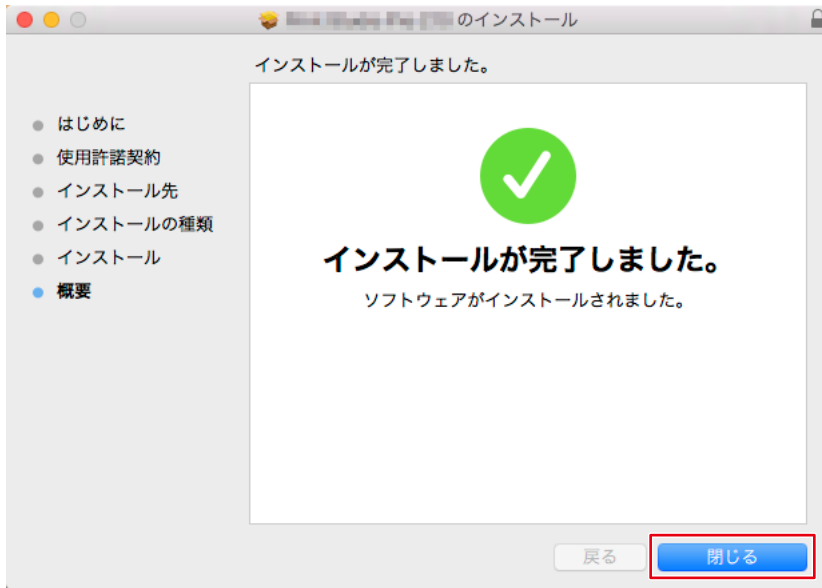 のインストール
インストールが完了しました。
はじめに
使用許諾契約
インストール先
インストールの種類
インストール
概要
インストールが完了しました。
ソフトウェアがインストールされました。
戻る
閉じる